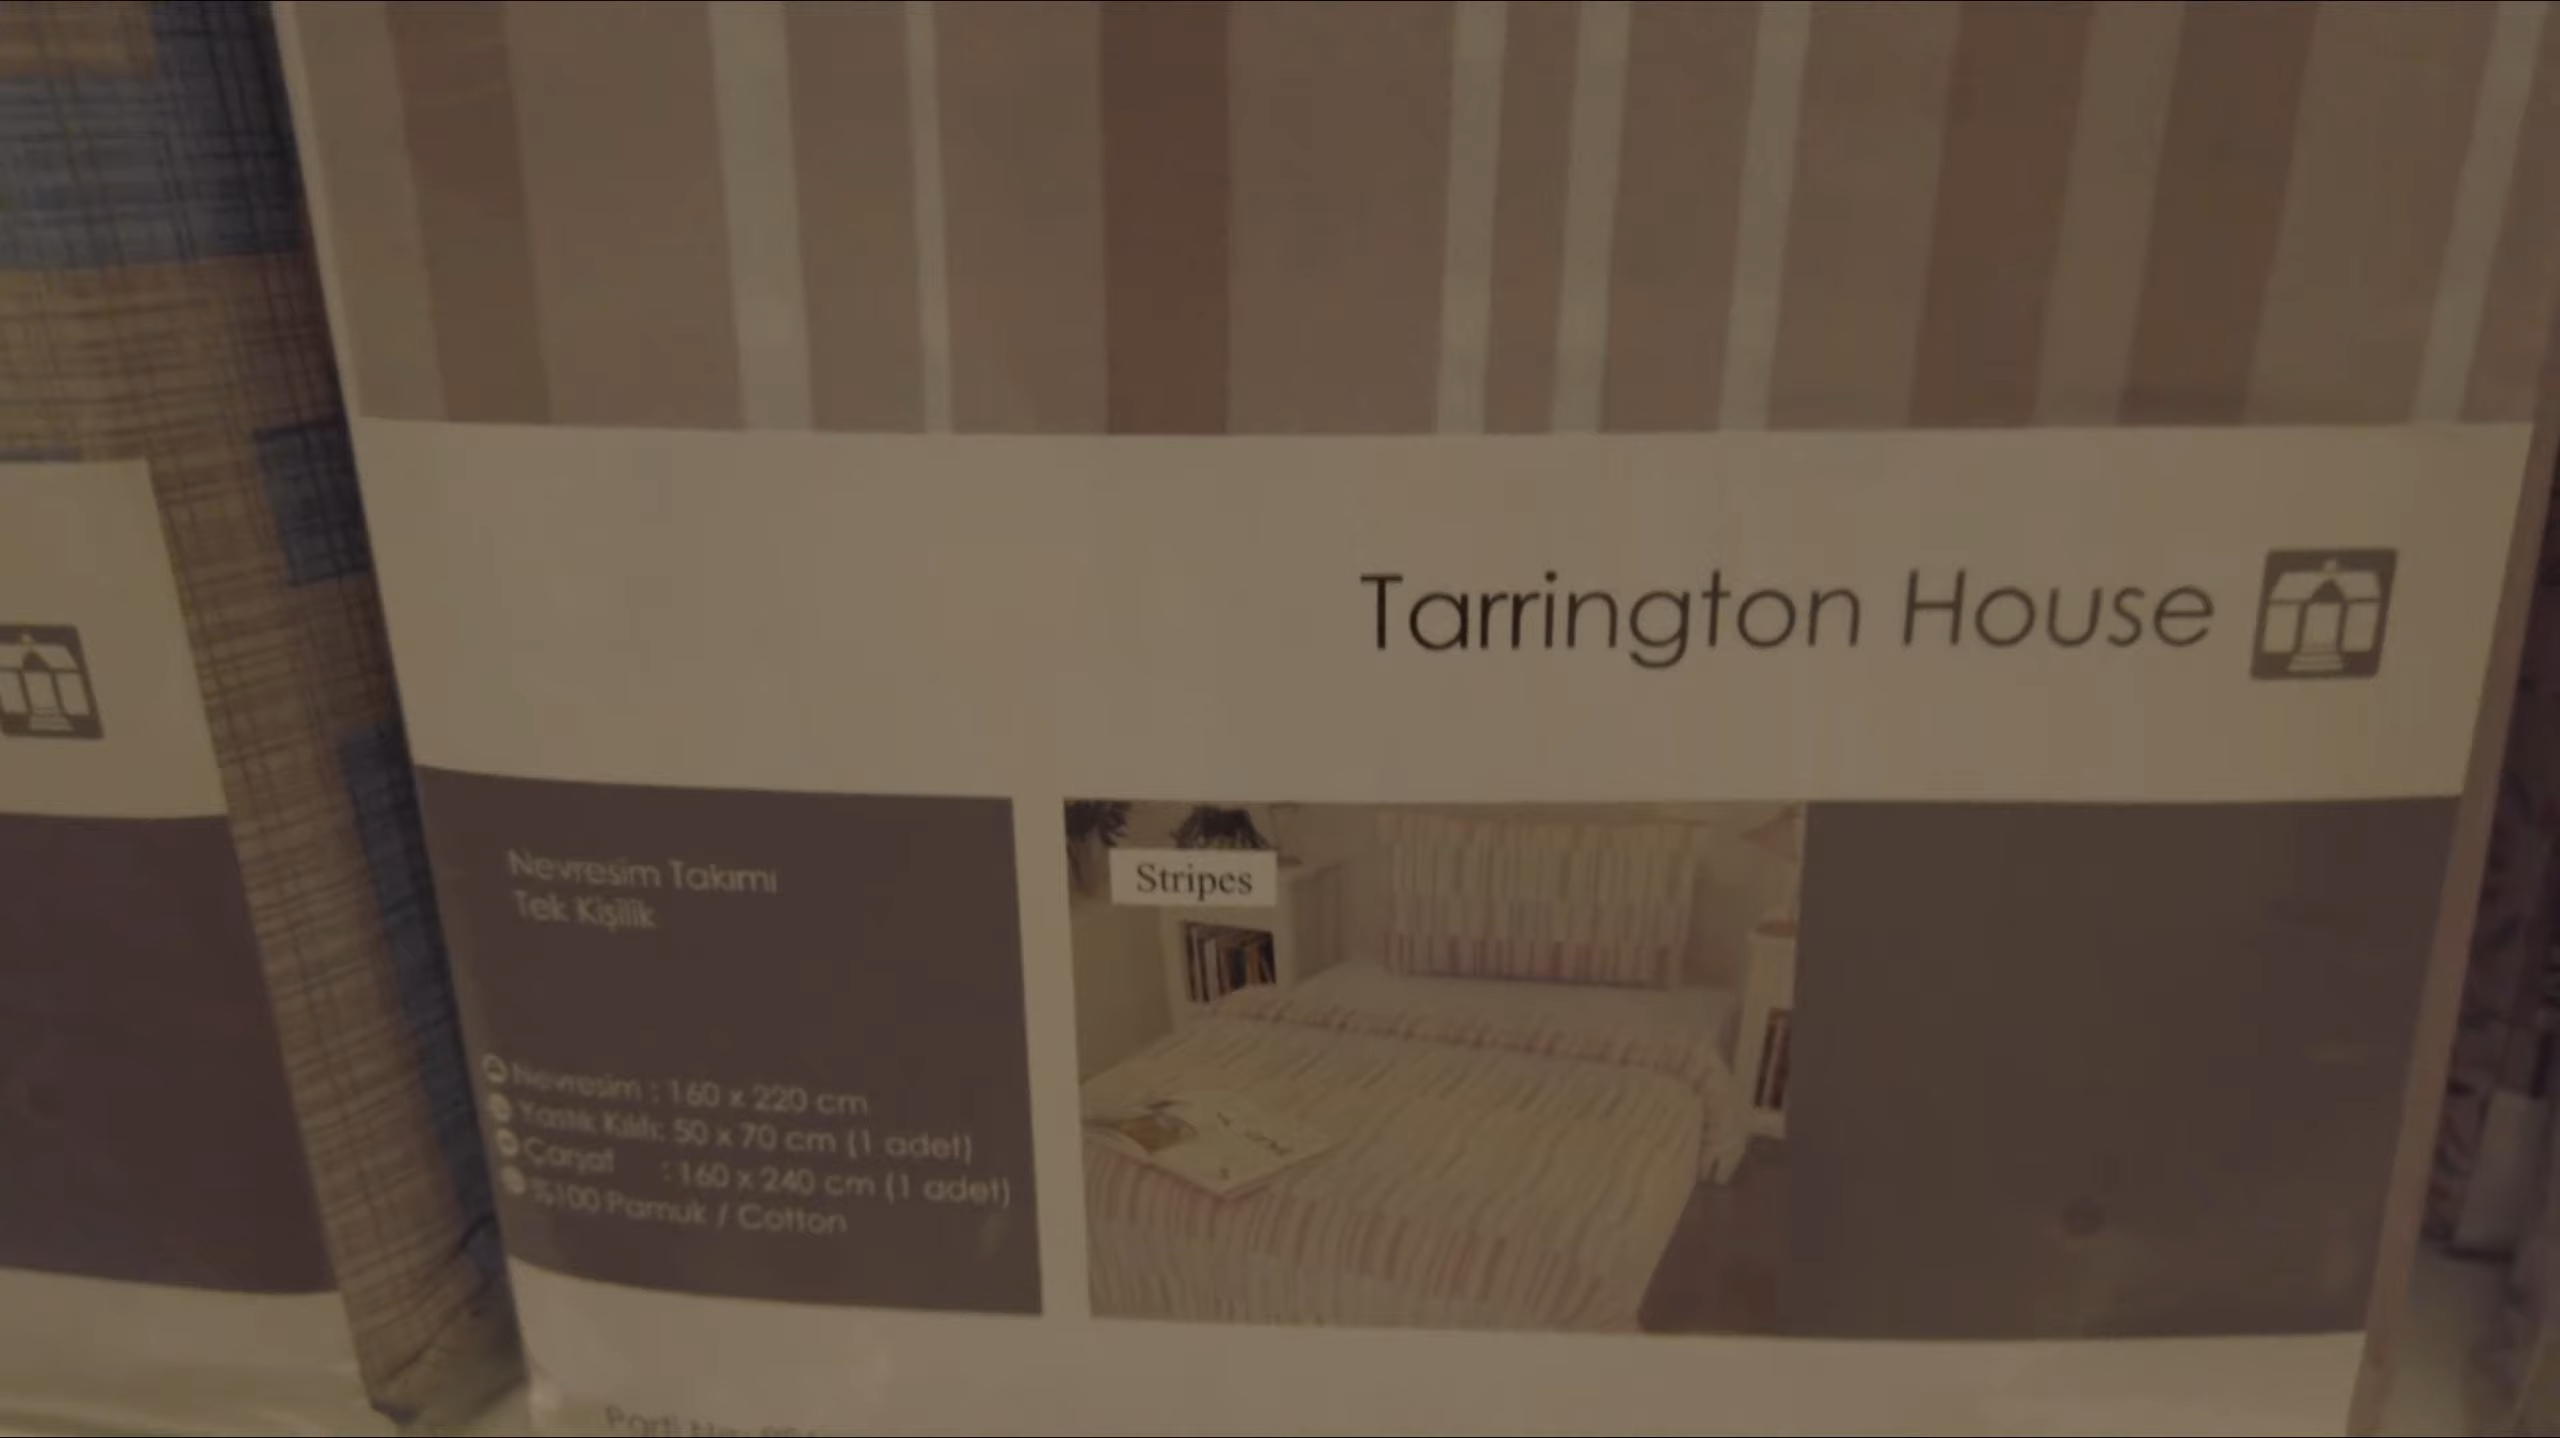 Tarrington House
Nevresim Takımı
Tek Kişilik
Stripes
Nevresim : 160 x 220 cm
Yastık Kılıfı: 50 x 70 cm (1 adet)
Çarşaf : 160 x 240 cm (1 adet)
%100 Pamuk / Cotton
Parti